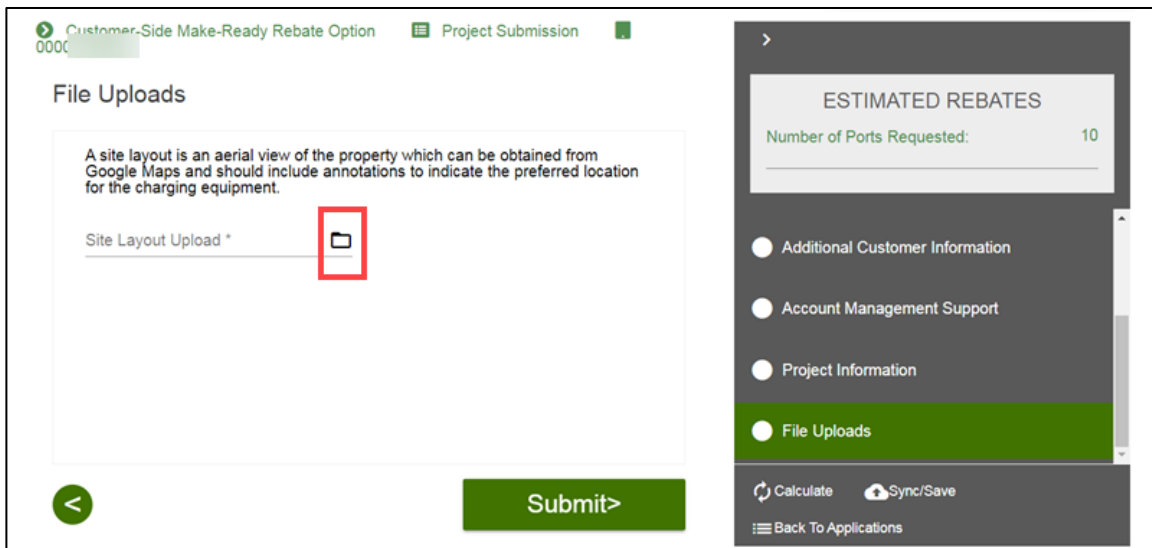 Customer-Side Make-Ready Rebate Option Project Submission
000
File Uploads
A site layout is an aerial view of the property which can be obtained from
Google Maps and should include annotations to indicate the preferred location
for the charging equipment.
Site Layout Upload *
<
Submit>
>
ESTIMATED REBATES
Number of Ports Requested: 10
Additional Customer Information
Account Management Support
Project Information
File Uploads
Calculate Sync/Save
Back To Applications